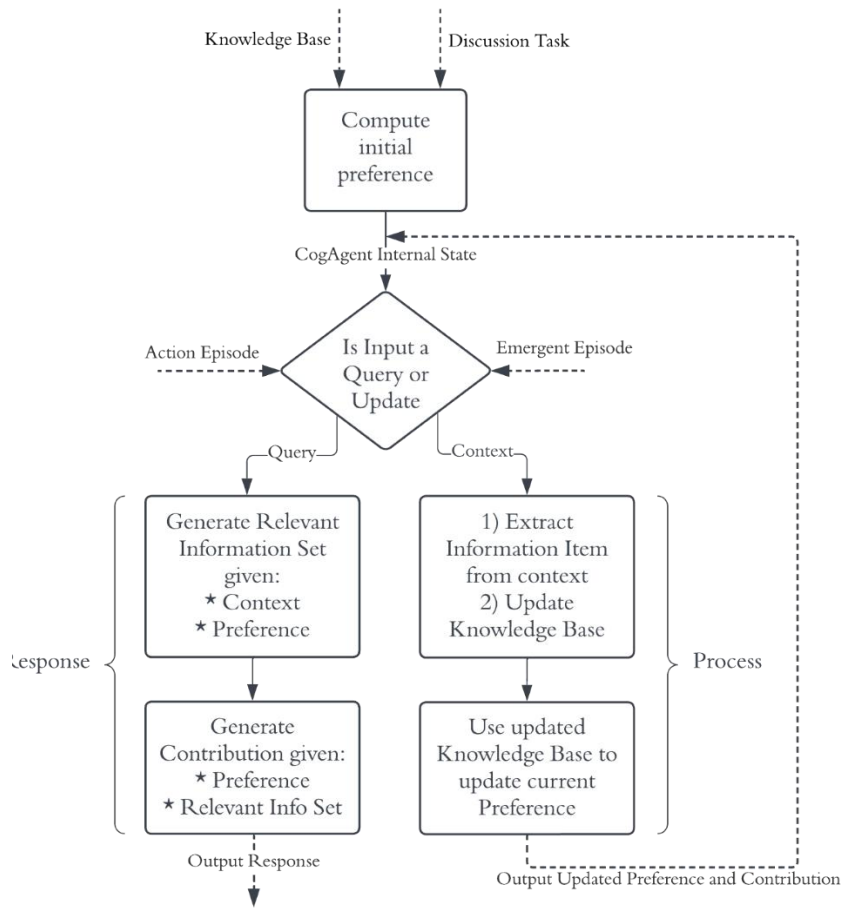 Knowledge Base
Discussion Task
Compute
initial
preference
CogAgent Internal State
Action Episode
Is Input a
Query or
Update
Emergent Episode
Query
Context
Generate Relevant
Information Set
given:
* Context
* Preference
1) Extract
Information Item
from context
2) Update
Knowledge Base
Process
Generate
Contribution given:
* Preference
* Relevant Info Set
Use updated
Knowledge Base to
update current
Preference
Output Response
Output Updated Preference and Contribution